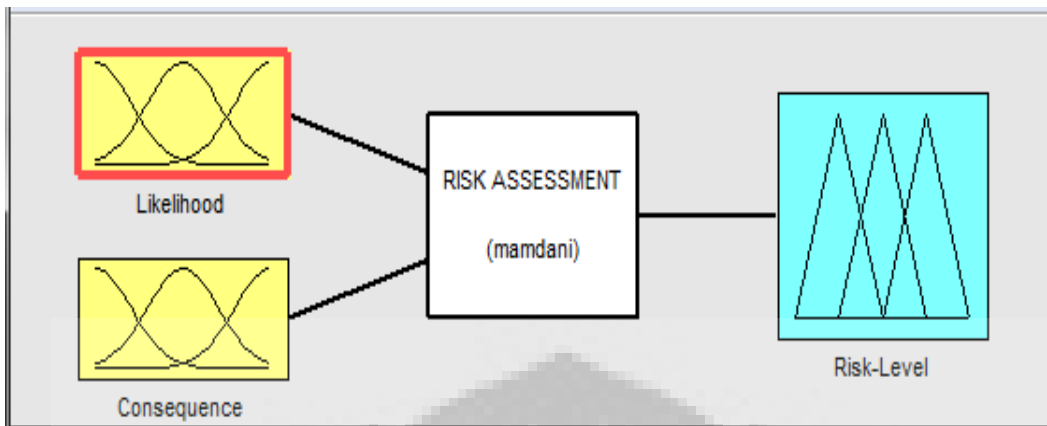 Likelihood
RISK ASSESSMENT
(mamdani)
Consequence
Risk-Level